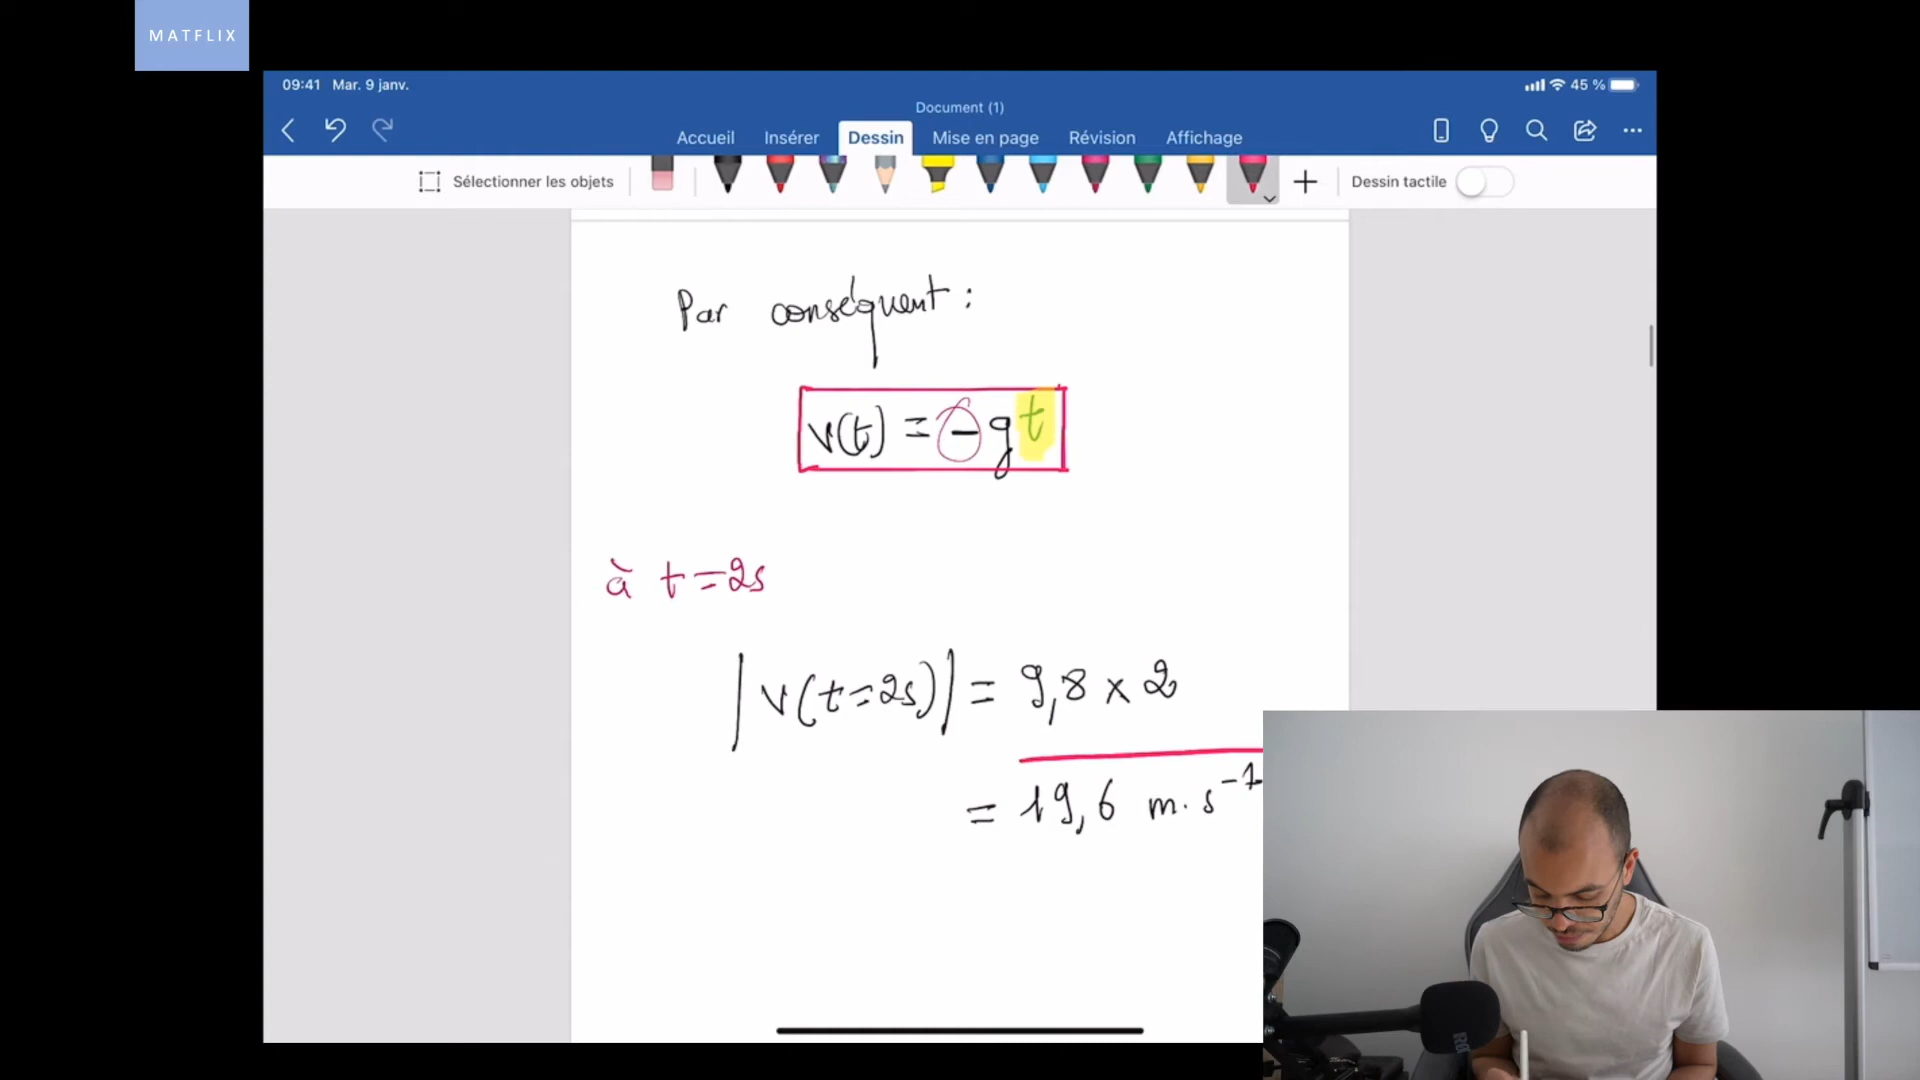 MATFLIX
09:41 Mar. 9 janv.
45 %
Document (1)
Accueil Insérer Dessin Mise en page Révision Affichage
Sélectionner les objets
Dessin tactile
Par conséquent :
v(t) = - g t
à t = 2s
|v(t=2s)| = 9,8 x 2
= 19,6 m. s⁻¹